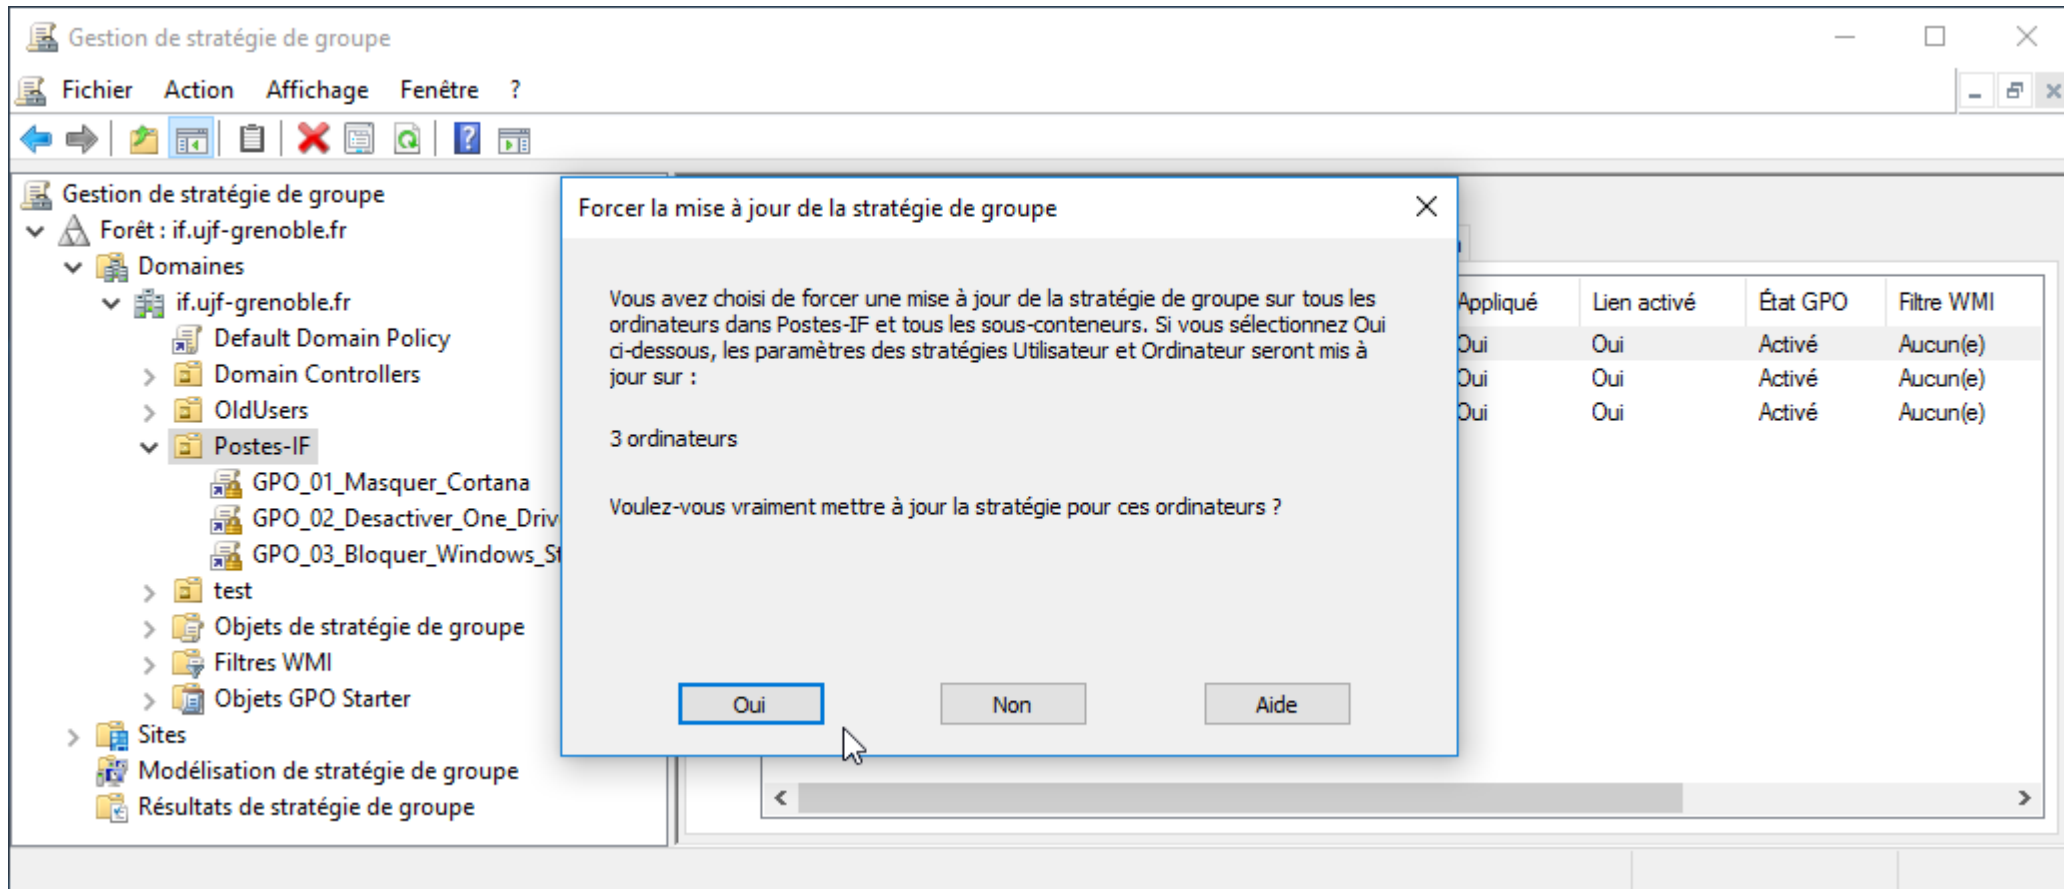 Gestion de stratégie de groupe
Fichier Action Affichage Fenêtre ?
Gestion de stratégie de groupe
Forêt : if.ujf-grenoble.fr
Domaines
if.ujf-grenoble.fr
Default Domain Policy
Domain Controllers
OldUsers
Postes-IF
GPO_01_Masquer_Cortana
GPO_02_Desactiver_One_Driv
GPO_03_Bloquer_Windows_St
test
Objets de stratégie de groupe
Filtres WMI
Objets GPO Starter
Sites
Modélisation de stratégie de groupe
Résultats de stratégie de groupe
Forcer la mise à jour de la stratégie de groupe
Vous avez choisi de forcer une mise à jour de la stratégie de groupe sur tous les
ordinateurs dans Postes-IF et tous les sous-conteneurs. Si vous sélectionnez Oui
ci-dessous, les paramètres des stratégies Utilisateur et Ordinateur seront mis à
jour sur :
3 ordinateurs
Voulez-vous vraiment mettre à jour la stratégie pour ces ordinateurs ?
Oui Non Aide
Appliqué Lien activé État GPO Filtre WMI
Oui Oui Activé Aucun(e)
Oui Oui Activé Aucun(e)
Oui Oui Activé Aucun(e)